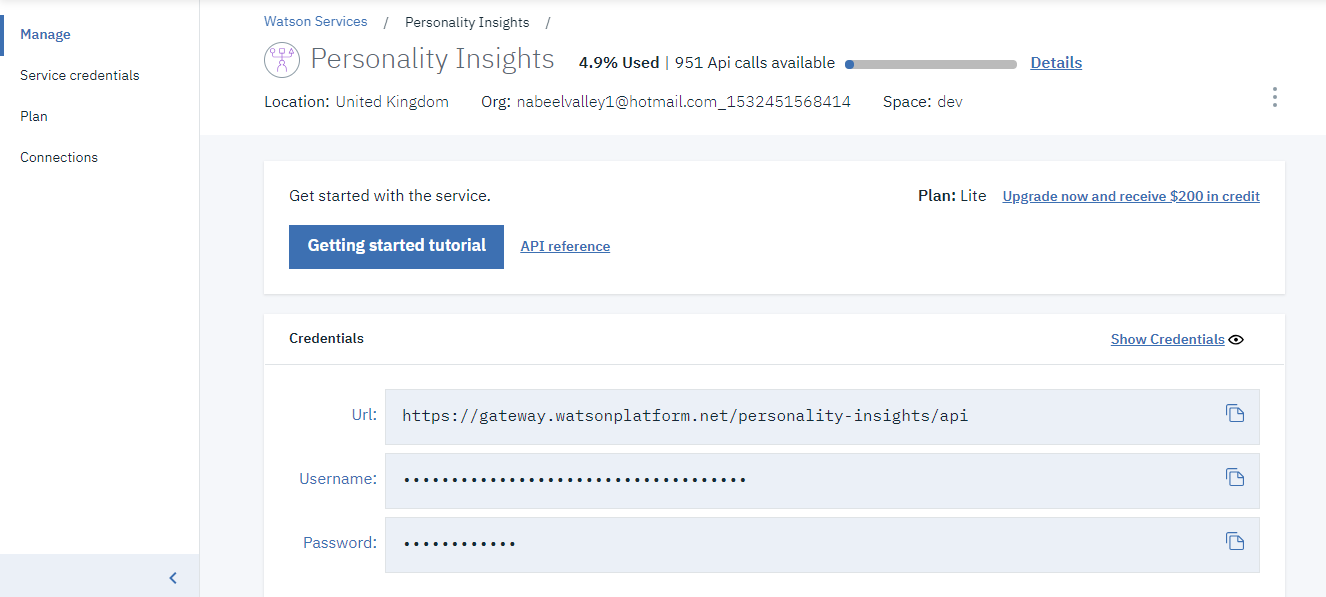 Manage
Service credentials
Plan
Connections
Watson Services / Personality Insights /
Personality Insights 4.9% Used | 951 Api calls available Details
Location: United Kingdom Org: nabeelvalley1@hotmail.com_1532451568414 Space: dev
Get started with the service. Plan: Lite Upgrade now and receive $200 in credit
Getting started tutorial API reference
Credentials Show Credentials
Url: https://gateway.watsonplatform.net/personality-insights/api
Username: ••••••••••••••••••••••••••••••••••••
Password: ••••••••••••